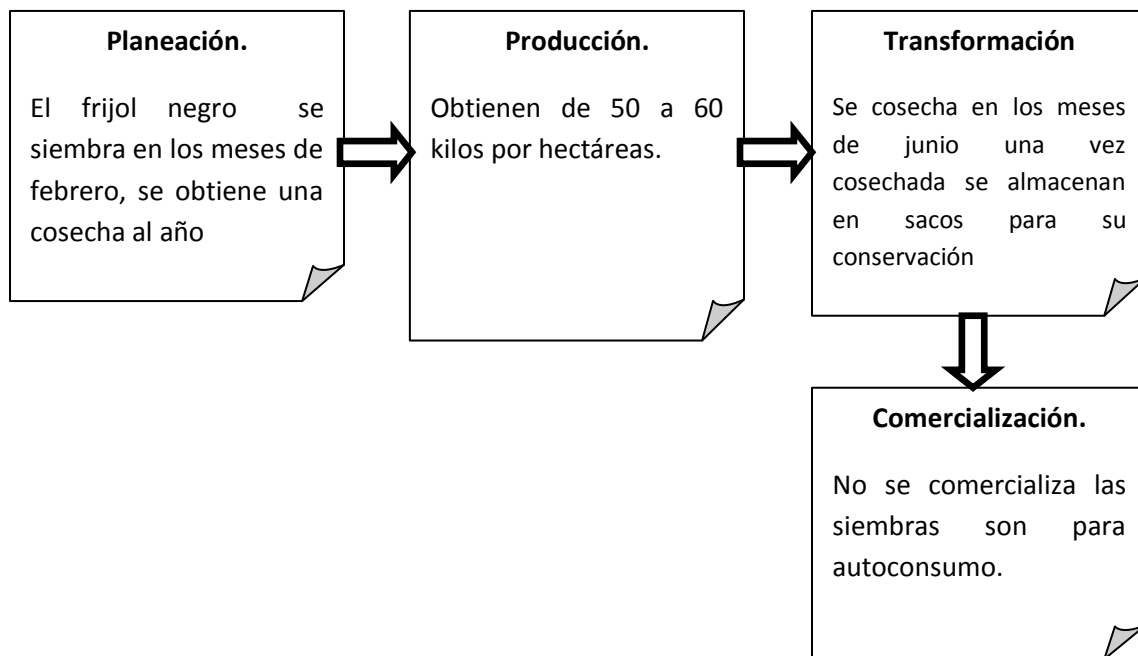 Planeación.
El frijol negro se
siembra en los meses de
febrero, se obtiene una
cosecha al año
Producción.
Obtienen de 50 a 60
kilos por hectáreas.
Transformación
Se cosecha en los meses
de junio una vez
cosechada se almacenan
en sacos para su
conservación
Comercialización.
No se comercializa las
siembras son para
autoconsumo.